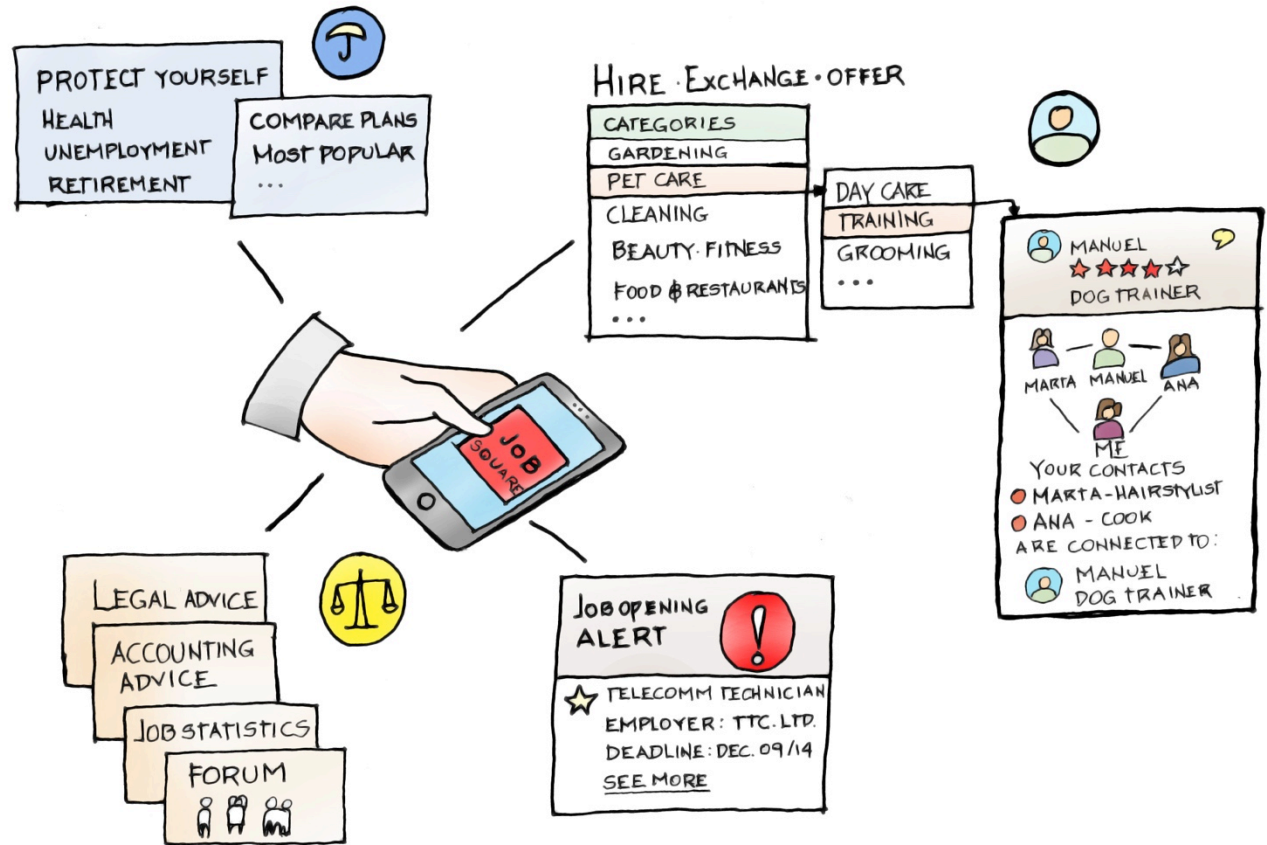 PROTECT YOURSELF
HEALTH
UNEMPLOYMENT
RETIREMENT
COMPARE PLANS
MOST POPULAR
...
HIRE · EXCHANGE · OFFER
CATEGORIES
GARDENING
PET CARE
CLEANING
BEAUTY · FITNESS
FOOD & RESTAURANTS
...
DAY CARE
TRAINING
GROOMING
...
MANUEL
DOG TRAINER
MARTA MANUEL ANA
ME
YOUR CONTACTS
MARTA - HAIRSTYLIST
ANA - COOK
ARE CONNECTED TO:
MANUEL
DOG TRAINER
JOB
SQUARE
LEGAL ADVICE
ACCOUNTING
ADVICE
JOB STATISTICS
FORUM
JOB OPENING
ALERT
!
TELECOMM TECHNICIAN
EMPLOYER: TTC. LTD.
DEADLINE: DEC. 09/14
SEE MORE